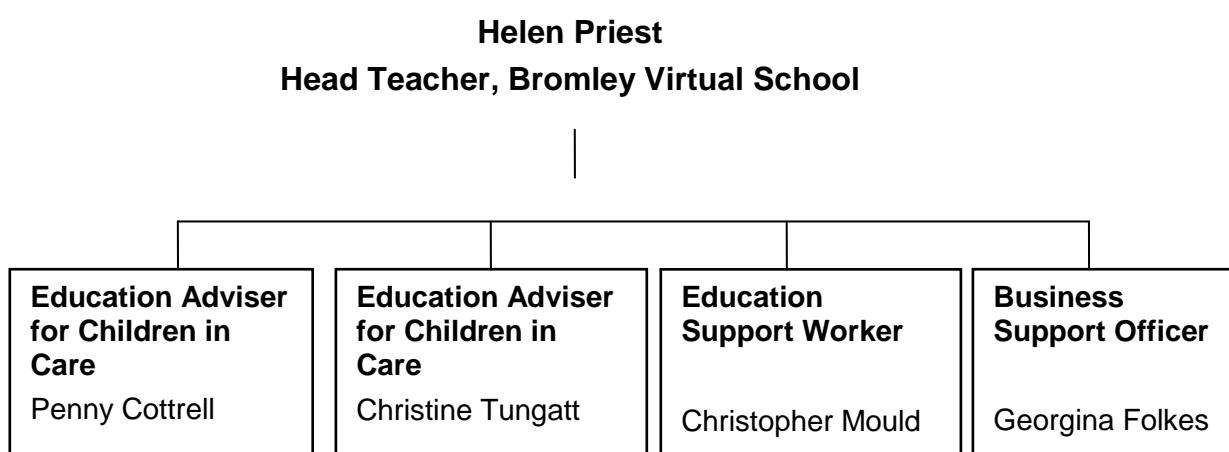 Helen Priest
Head Teacher, Bromley Virtual School
Education Adviser
for Children in
Care
Penny Cottrell
Education Adviser
for Children in
Care
Christine Tungatt
Education
Support Worker
Christopher Mould
Business
Support Officer
Georgina Folkes